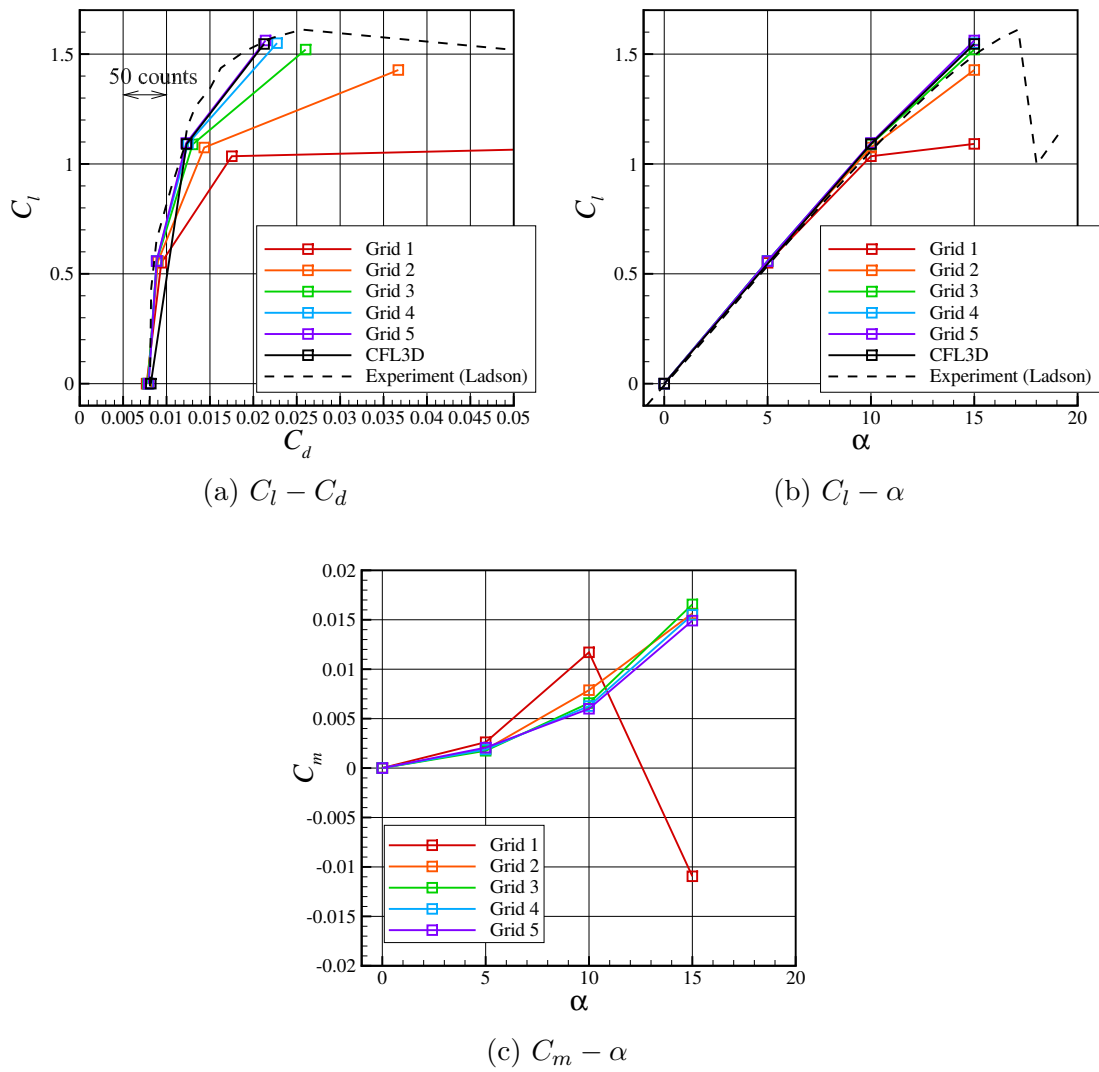 50 counts
C_l
1.5
1
0.5
0
0 0.005 0.01 0.015 0.02 0.025 0.03 0.035 0.04 0.045 0.05
C_d
Grid 1
Grid 2
Grid 3
Grid 4
Grid 5
CFL3D
Experiment (Ladson)
(a) C_l − C_d
C_l
1.5
1
0.5
0
0 5 10 15 20
α
Grid 1
Grid 2
Grid 3
Grid 4
Grid 5
CFL3D
Experiment (Ladson)
(b) C_l − α
C_m
0.02
0.015
0.01
0.005
0
-0.005
-0.01
-0.015
-0.02
0 5 10 15 20
α
Grid 1
Grid 2
Grid 3
Grid 4
Grid 5
(c) C_m − α